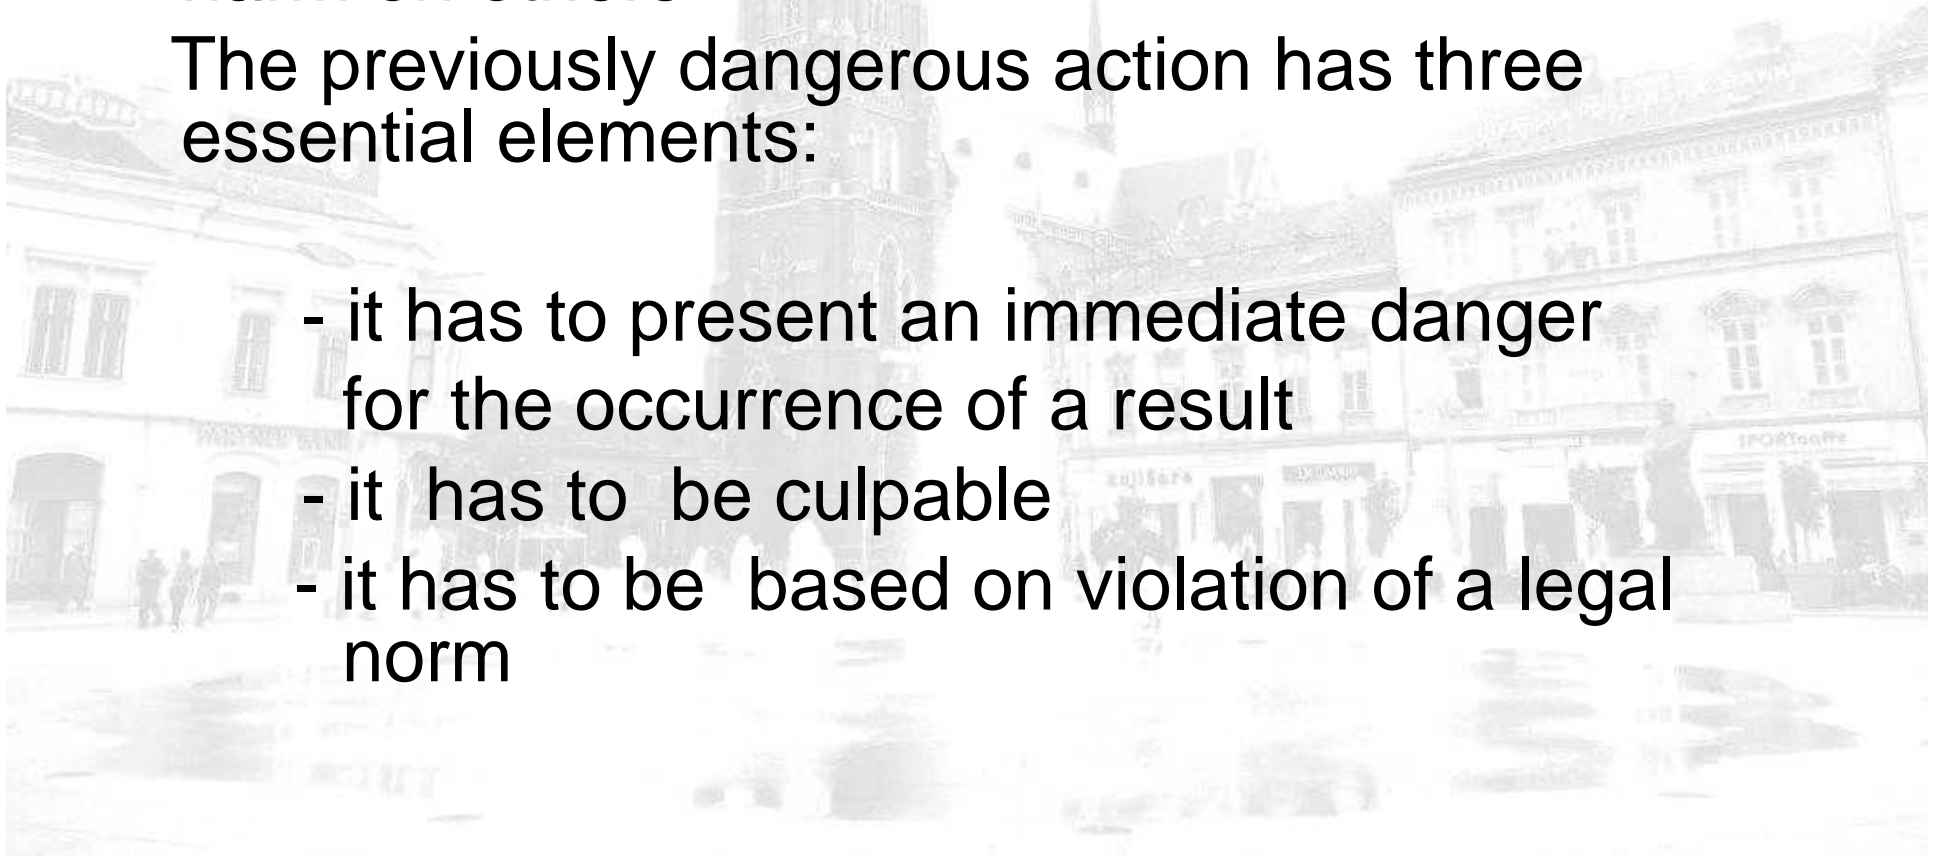 The previously dangerous action has three
essential elements:
- it has to present an immediate danger
for the occurrence of a result
- it  has to  be culpable
- it has to be  based on violation of a legal
norm